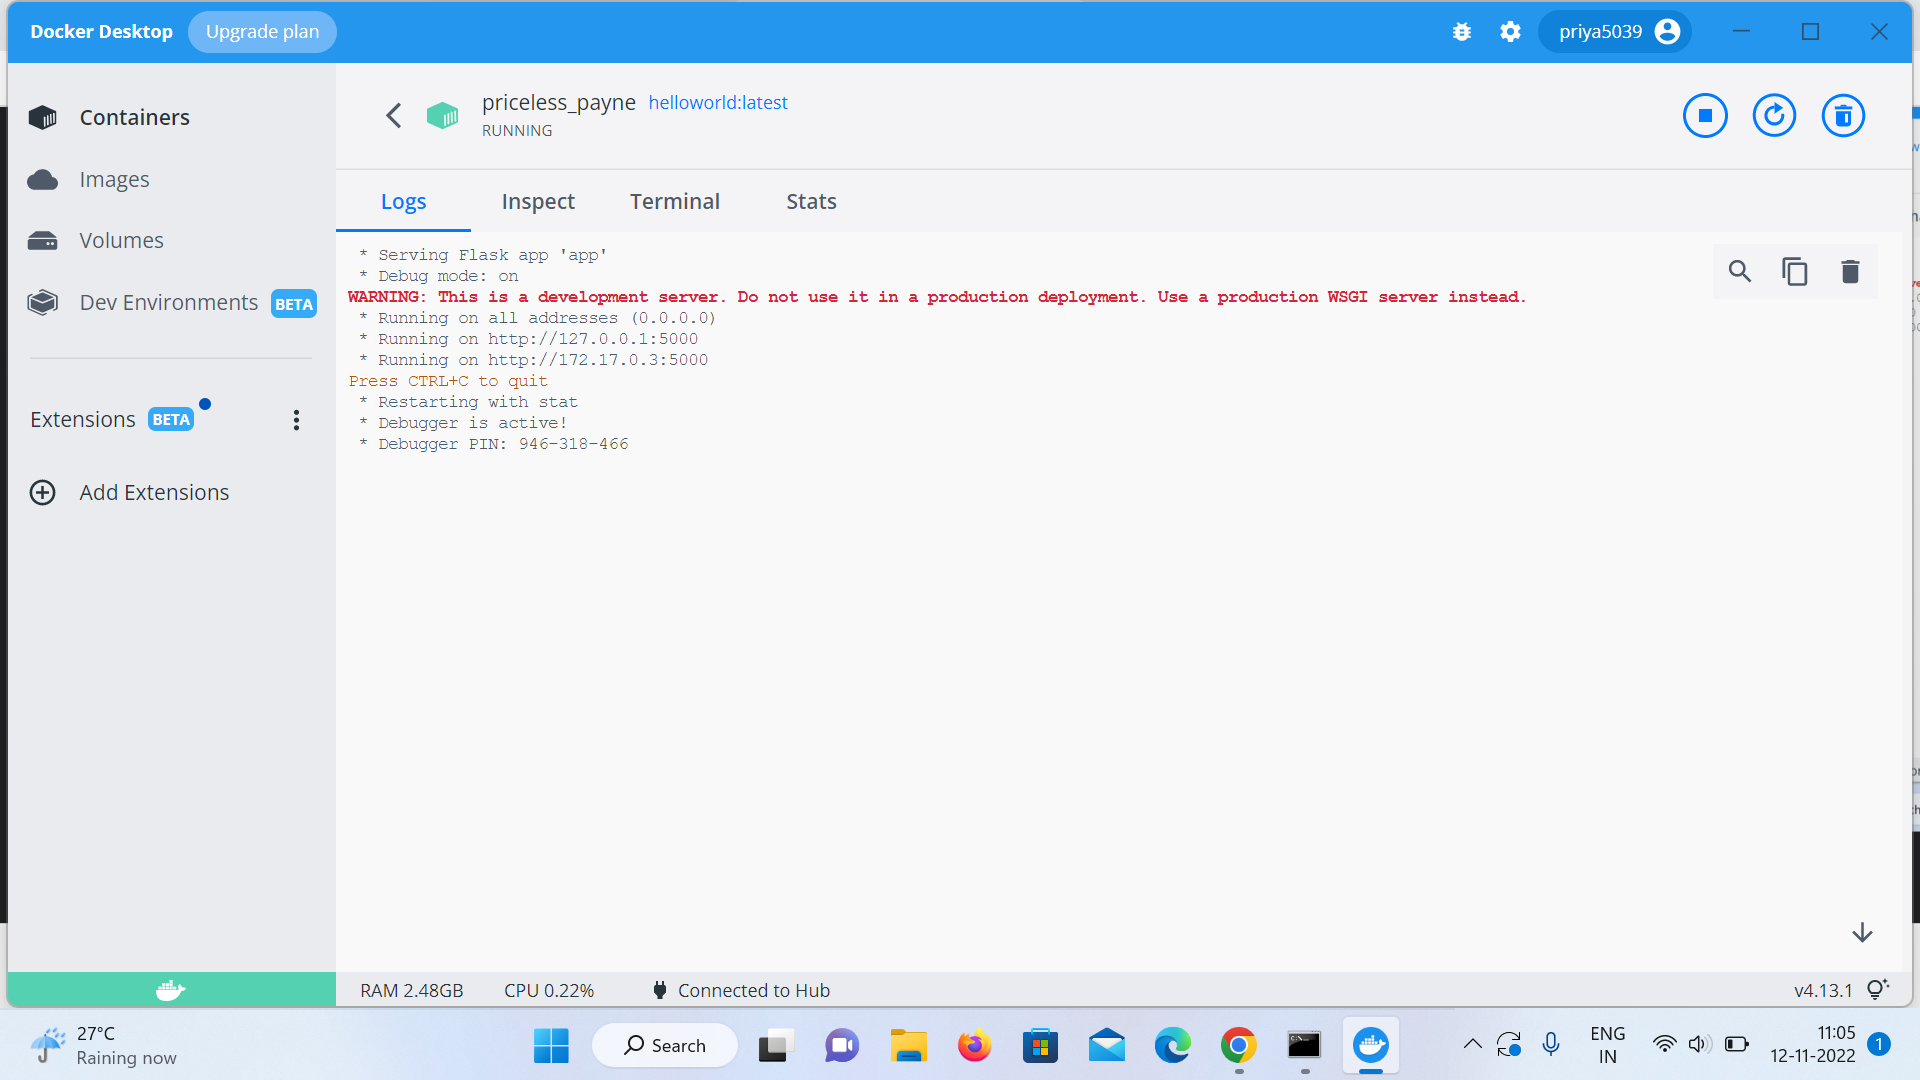 Docker Desktop Upgrade plan priya5039
Containers
Images
Volumes
Dev Environments BETA
Extensions BETA
Add Extensions
priceless_payne helloworld:latest
RUNNING
Logs Inspect Terminal Stats
* Serving Flask app 'app'
* Debug mode: on
WARNING: This is a development server. Do not use it in a production deployment. Use a production WSGI server instead.
* Running on all addresses (0.0.0.0)
* Running on http://127.0.0.1:5000
* Running on http://172.17.0.3:5000
Press CTRL+C to quit
* Restarting with stat
* Debugger is active!
* Debugger PIN: 946-318-466
RAM 2.48GB CPU 0.22% Connected to Hub v4.13.1
27°C
Raining now
Search
ENG
IN
11:05
12-11-2022
1